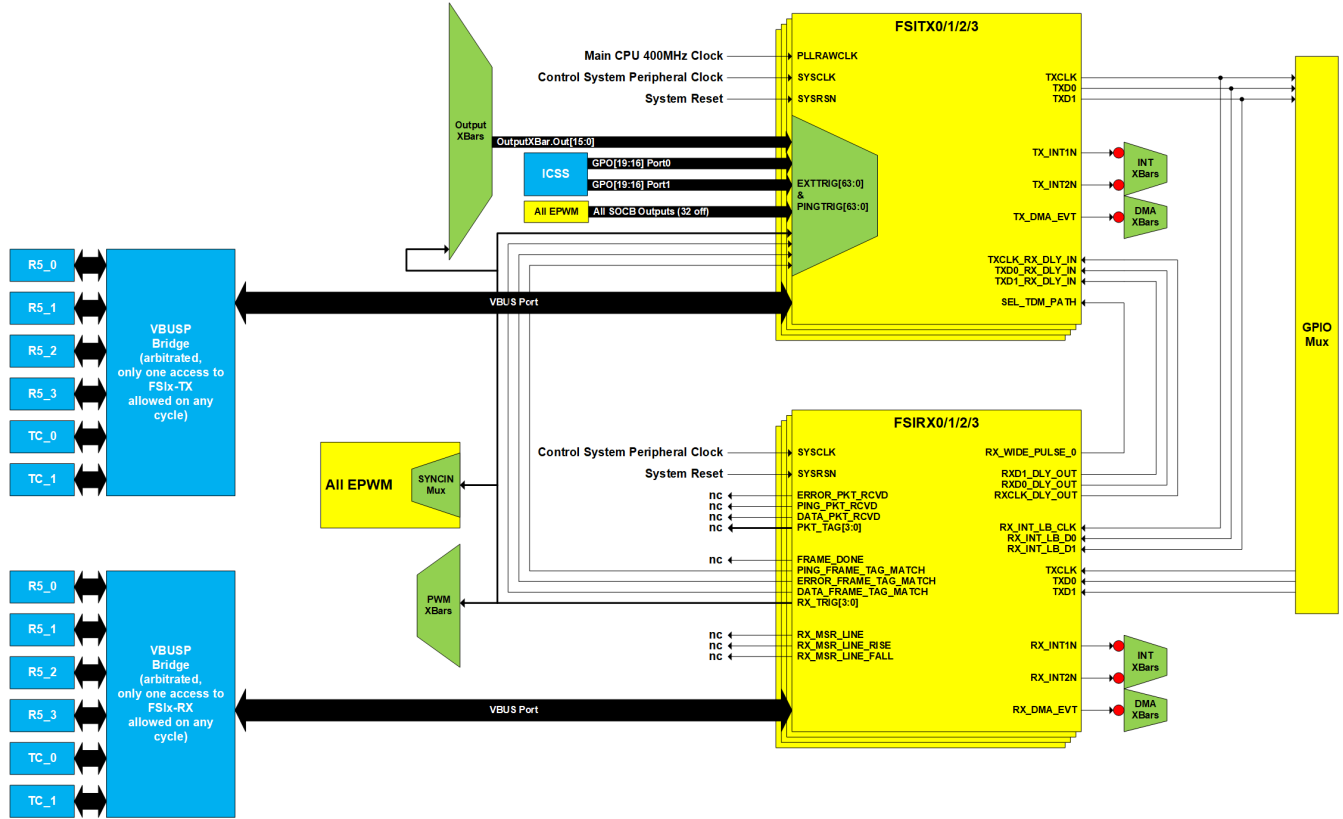 FSITX0/1/2/3
Main CPU 400MHz Clock
PLLRAWCLK
Control System Peripheral Clock
SYSCLK
System Reset
SYSRSN
TXCLK
TXD0
TXD1
Output
XBars
OutputXBar.Out[15:0]
ICSS
GPO[19:16] Port0
GPO[19:16] Port1
All EPWM
All SOCB Outputs (32 off)
EXTTRIG[63:0]
&
PINGTRIG[63:0]
TX_INT1N
TX_INT2N
INT
XBars
TX_DMA_EVT
DMA
XBars
TXCLK_RX_DLY_IN
TXD0_RX_DLY_IN
TXD1_RX_DLY_IN
SEL_TDM_PATH
VBUS Port
GPIO
Mux
R5_0
R5_1
R5_2
R5_3
TC_0
TC_1
VBUSP
Bridge
(arbitrated,
only one access to
FSIx-TX
allowed on any
cycle)
FSIRX0/1/2/3
Control System Peripheral Clock
SYSCLK
System Reset
SYSRSN
nc
ERROR_PKT_RCVD
nc
PING_PKT_RCVD
nc
DATA_PKT_RCVD
nc
PKT_TAG[3:0]
nc
FRAME_DONE
PING_FRAME_TAG_MATCH
ERROR_FRAME_TAG_MATCH
DATA_FRAME_TAG_MATCH
RX_TRIG[3:0]
nc
RX_MSR_LINE
nc
RX_MSR_LINE_RISE
nc
RX_MSR_LINE_FALL
RX_WIDE_PULSE_0
RXD1_DLY_OUT
RXD0_DLY_OUT
RXCLK_DLY_OUT
RX_INT_LB_CLK
RX_INT_LB_D0
RX_INT_LB_D1
TXCLK
TXD0
TXD1
RX_INT1N
RX_INT2N
INT
XBars
RX_DMA_EVT
DMA
XBars
All EPWM
SYNCIN
Mux
PWM
XBars
VBUS Port
R5_0
R5_1
R5_2
R5_3
TC_0
TC_1
VBUSP
Bridge
(arbitrated,
only one access to
FSIx-RX
allowed on any
cycle)